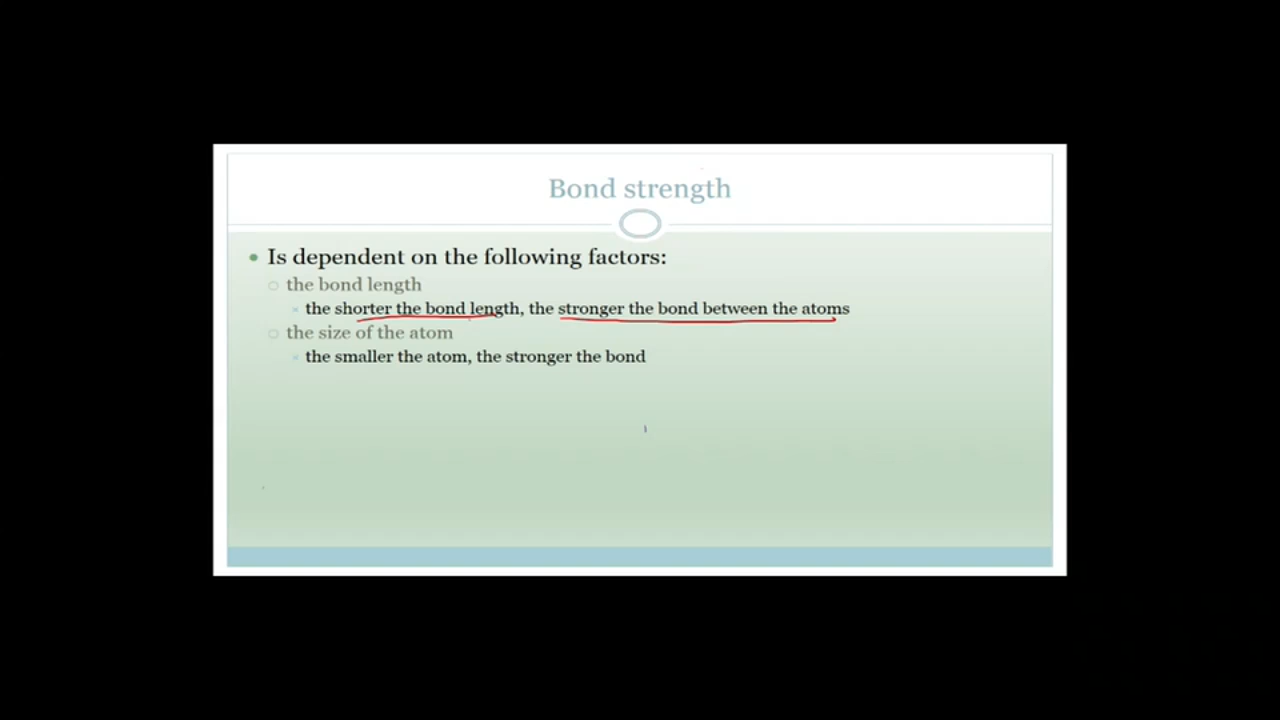 Bond strength
Is dependent on the following factors:
the bond length
the shorter the bond length, the stronger the bond between the atoms
the size of the atom
the smaller the atom, the stronger the bond